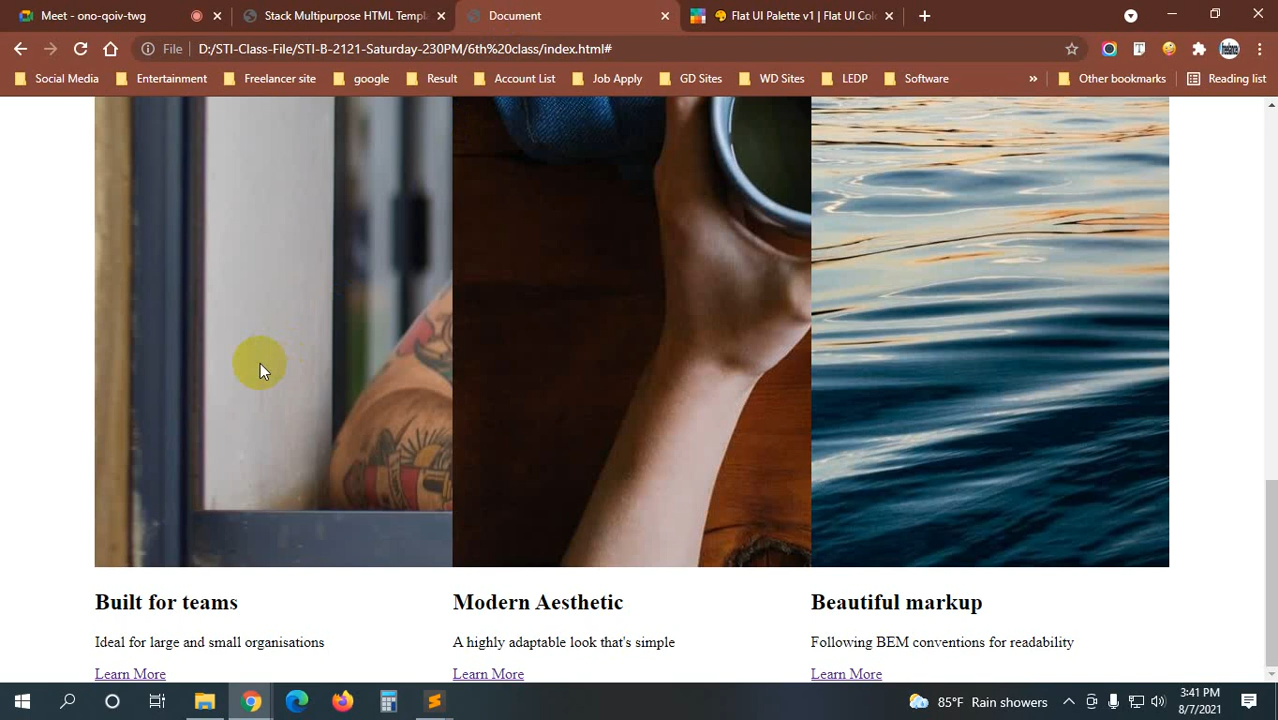 Meet - ono-qoiv-twg
Stack Multipurpose HTML Templ
Document
Flat UI Palette v1 | Flat UI Col
File
D:/STI-Class-File/STI-B-2121-Saturday-230PM/6th%20class/index.html#
Social Media
Entertainment
Freelancer site
google
Result
Account List
Job Apply
GD Sites
WD Sites
LEDP
Software
»
Other bookmarks
Reading list
Built for teams
Modern Aesthetic
Beautiful markup
Ideal for large and small organisations
A highly adaptable look that's simple
Following BEM conventions for readability
Learn More
Learn More
Learn More
85°F Rain showers
3:41 PM
8/7/2021